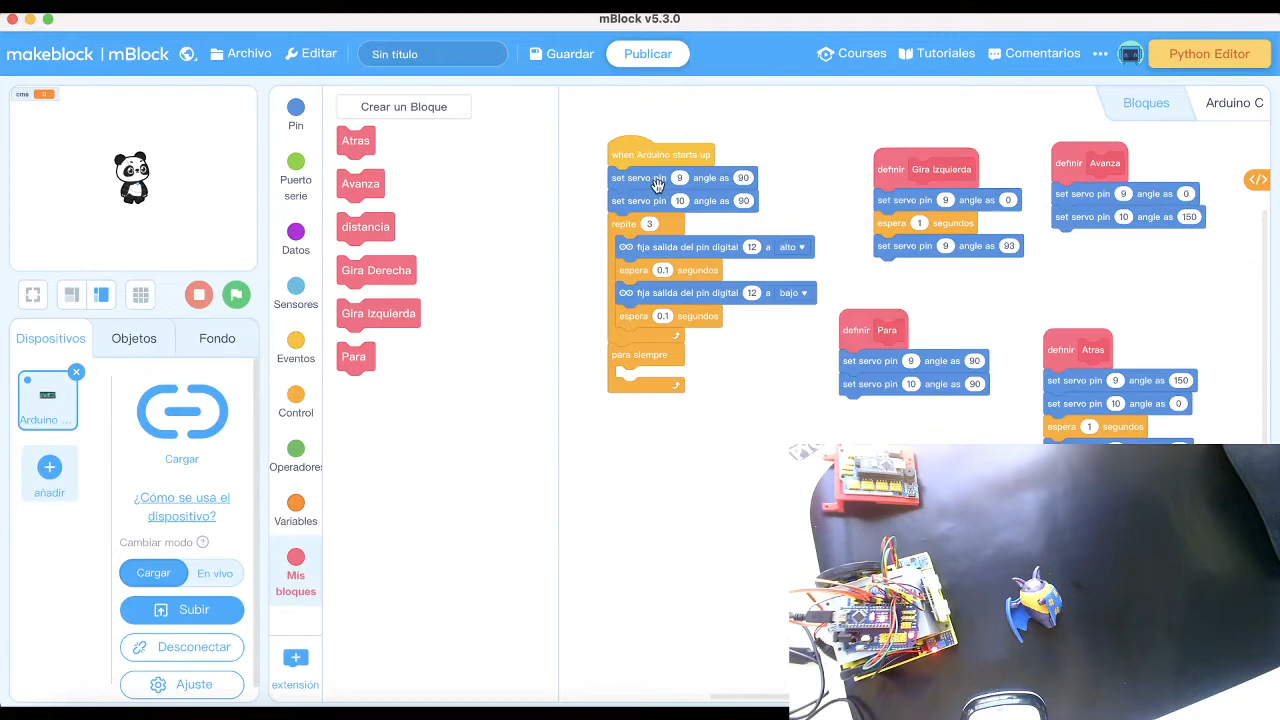 mBlock v5.3.0
makeblock | mBlock
Archivo
Editar
Sin título
Guardar
Publicar
Courses
Tutoriales
Comentarios
Python Editor
cms
Crear un Bloque
Atras
Avanza
distancia
Gira Derecha
Gira Izquierda
Para
Pin
Puerto
serie
Datos
Sensores
Eventos
Control
Operadore
Variables
Mis
bloques
extensión
Bloques
Arduino C
when Arduino starts up
set servo pin 9 angle as 90
set servo pin 10 angle as 90
repite 3
fija salida del pin digital 12 a alto
espera 0.1 segundos
fija salida del pin digital 12 a bajo
espera 0.1 segundos
para siempre
definir Gira Izquierda
set servo pin 9 angle as 0
espera 1 segundos
set servo pin 9 angle as 93
definir Avanza
set servo pin 9 angle as 0
set servo pin 10 angle as 150
definir Para
set servo pin 9 angle as 90
set servo pin 10 angle as 90
definir Atras
set servo pin 9 angle as 150
set servo pin 10 angle as 0
espera 1 segundos
Dispositivos
Objetos
Fondo
Arduino ...
añadir
Cargar
¿Cómo se usa el
dispositivo?
Cambiar modo
Cargar
En vivo
Subir
Desconectar
Ajuste